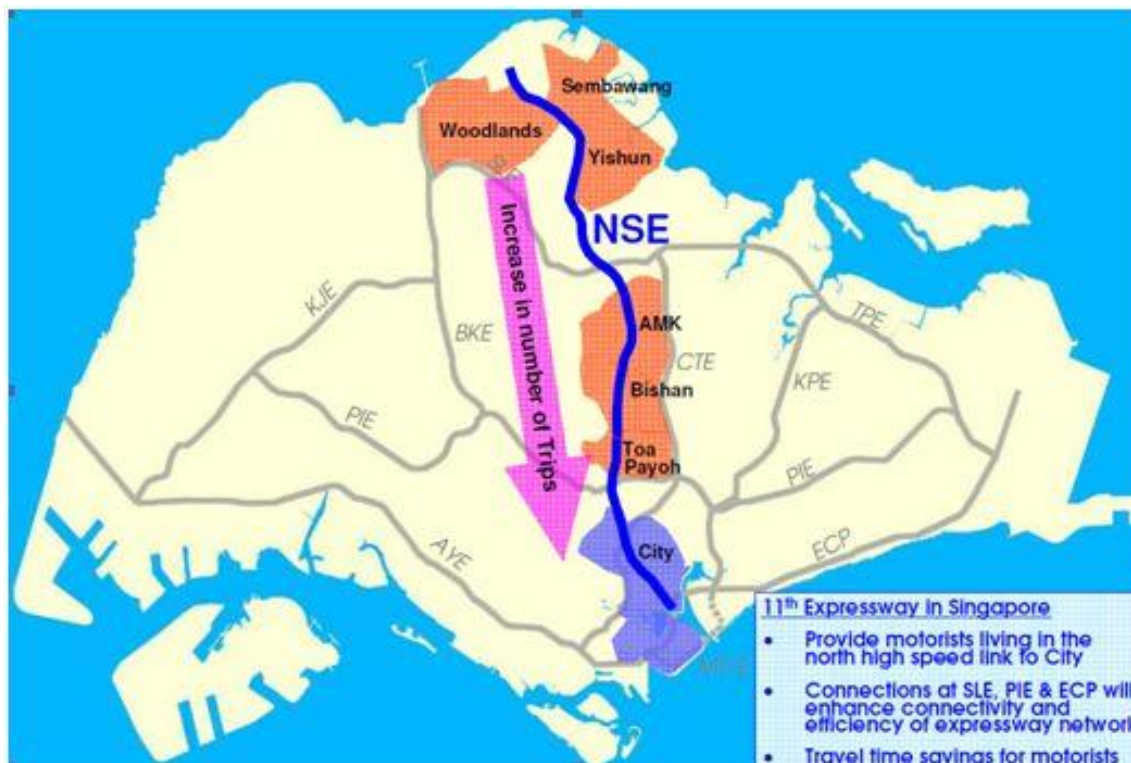 Sembawang
Woodlands
Yishun
NSE
Increase in number of Trips
KJE
BKE
AMK
CTE
TPE
KPE
Bishan
PIE
Toa
Payoh
PIE
City
AYE
ECP
11th Expressway in Singapore
• Provide motorists living in the
north high speed link to City
• Connections at SLE, PIE & ECP will
enhance connectivity and
efficiency of expressway network
• Travel time savings for motorists